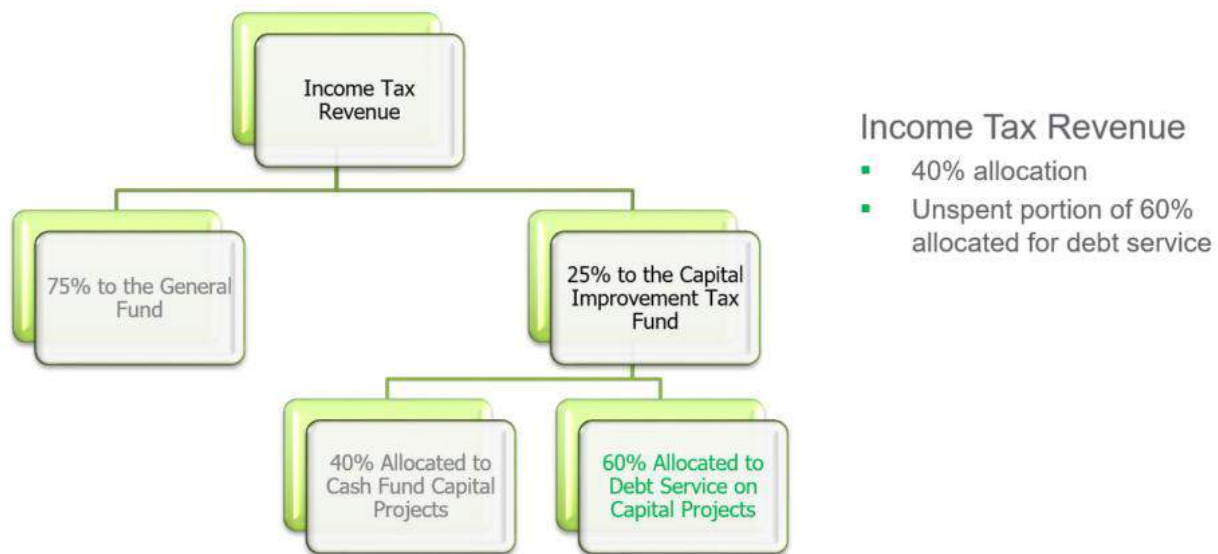 Income Tax
Revenue
Income Tax Revenue
▪ 40% allocation
▪ Unspent portion of 60%
allocated for debt service
75% to the General
Fund
25% to the Capital
Improvement Tax
Fund
40% Allocated to
Cash Fund Capital
Projects
60% Allocated to
Debt Service on
Capital Projects